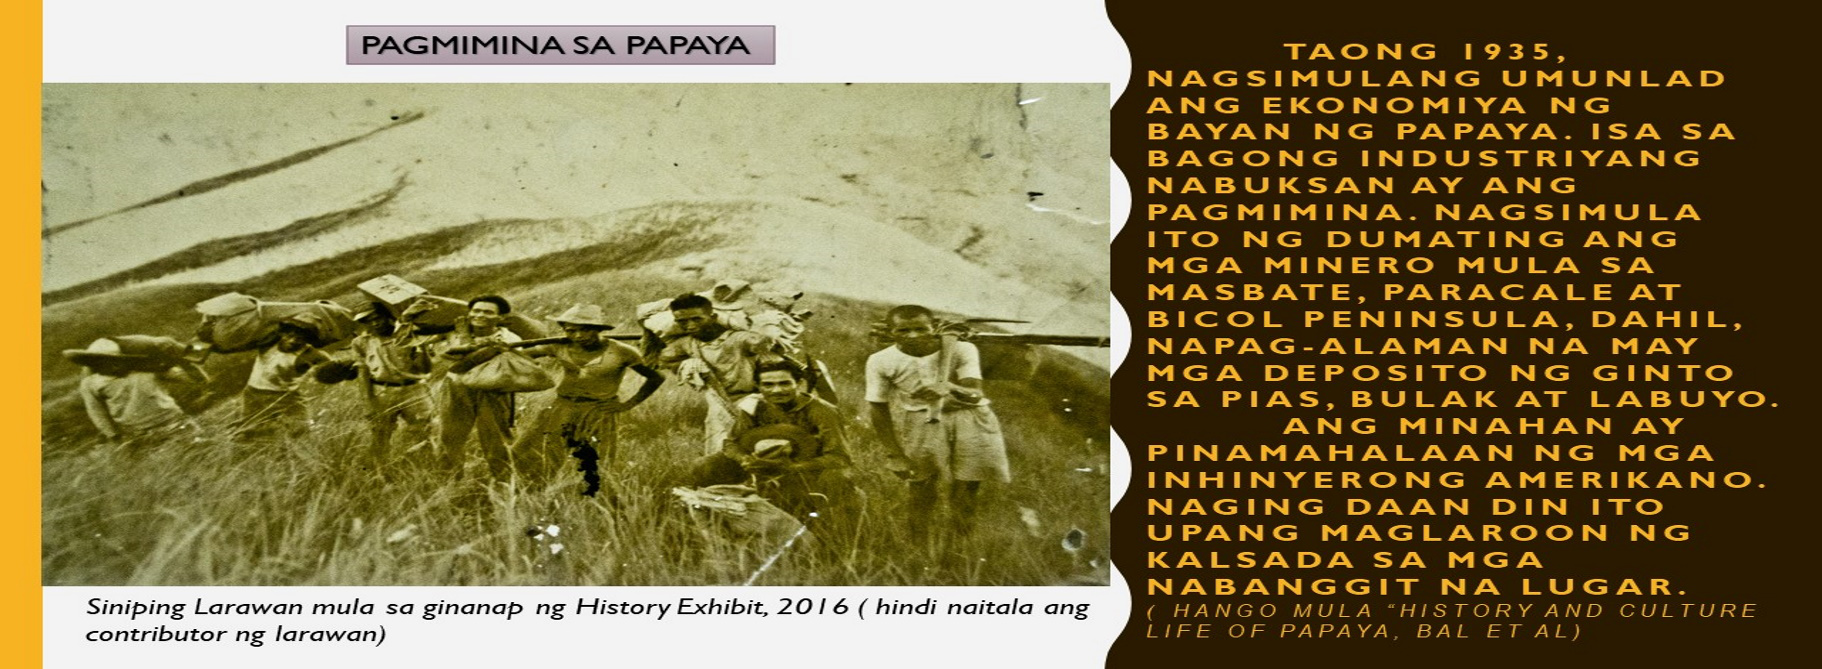 PAGMIMINA SA PAPAYA
Siniping Larawan mula sa ginanap ng History Exhibit, 2016 ( hindi naitala ang
contributor ng larawan)
TAONG 1935,
NAGSIMULANG UMUNLAD
ANG EKONOMIYA NG
BAYAN NG PAPAYA. ISA SA
BAGONG INDUSTRIYANG
NABUKSAN AY ANG
PAGMIMINA. NAGSIMULA
ITO NG DUMATING ANG
MGA MINERO MULA SA
MASBATE, PARACALE AT
BICOL PENINSULA, DAHIL,
NAPAG-ALAMAN NA MAY
MGA DEPOSITO NG GINTO
SA PIAS, BULAK AT LABUYO.
ANG MINAHAN AY
PINAMAHALAAN NG MGA
INHINYERONG AMERIKANO.
NAGING DAAN DIN ITO
UPANG MAGLAROON NG
KALSADA SA MGA
NABANGGIT NA LUGAR.
( HANGO MULA “HISTORY AND CULTURE
LIFE OF PAPAYA, BAL ET AL)